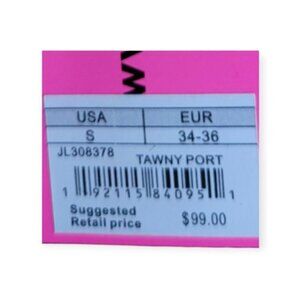 USA EUR
S 34-36
JL308378 TAWNY PORT
1 92115 84095 1
Suggested
Retail price $99.00